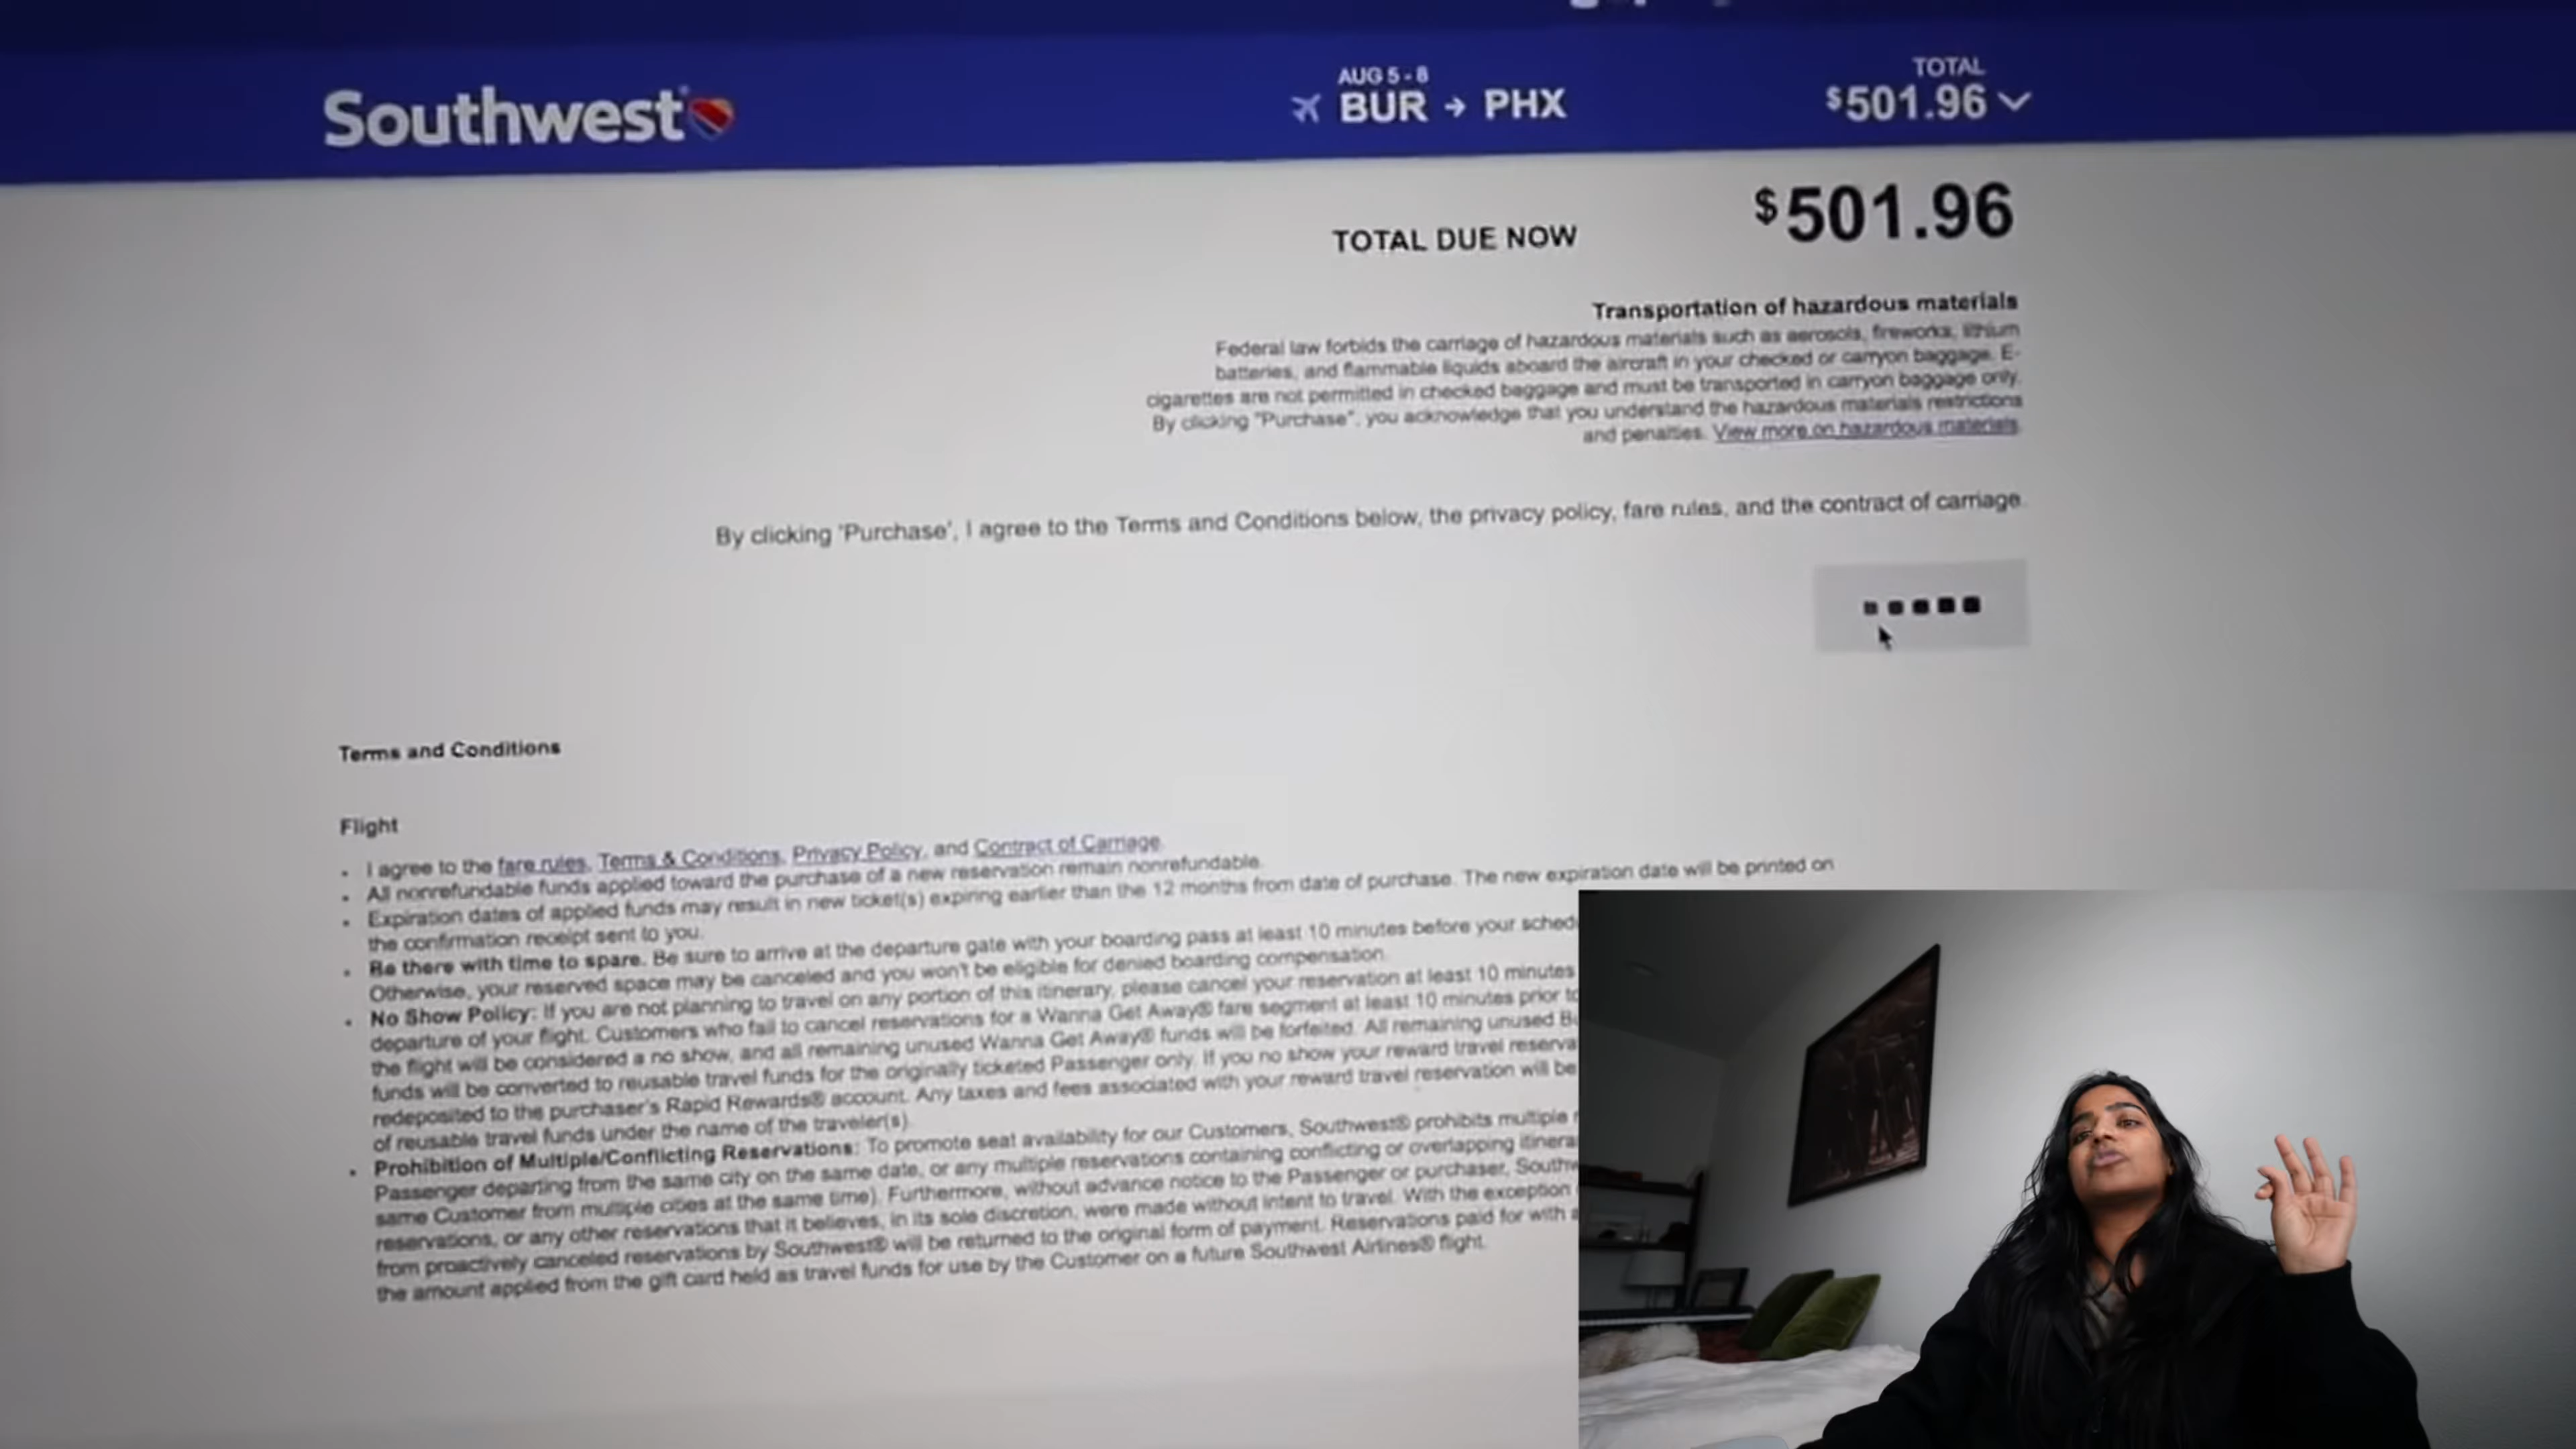 Southwest®
AUG 5 - 8
BUR → PHX
TOTAL
$501.96
TOTAL DUE NOW
$501.96
Transportation of hazardous materials
Federal law forbids the carriage of hazardous materials such as aerosols, fireworks, lithium
batteries, and flammable liquids aboard the aircraft in your checked or carryon baggage. E-
cigarettes are not permitted in checked baggage and must be transported in carryon baggage only.
By clicking "Purchase", you acknowledge that you understand the hazardous materials restrictions
and penalties. View more on hazardous materials.
By clicking 'Purchase', I agree to the Terms and Conditions below, the privacy policy, fare rules, and the contract of carriage.
Terms and Conditions
Flight
• I agree to the fare rules, Terms & Conditions, Privacy Policy, and Contract of Carriage.
• All nonrefundable funds applied toward the purchase of a new reservation remain nonrefundable.
• Expiration dates of applied funds may result in new ticket(s) expiring earlier than the 12 months from date of purchase. The new expiration date will be printed on
the confirmation receipt sent to you.
• Be there with time to spare. Be sure to arrive at the departure gate with your boarding pass at least 10 minutes before your sched
Otherwise, your reserved space may be canceled and you won't be eligible for denied boarding compensation.
• No Show Policy: If you are not planning to travel on any portion of this itinerary, please cancel your reservation at least 10 minutes
departure of your flight. Customers who fail to cancel reservations for a Wanna Get Away® fare segment at least 10 minutes prior to
the flight will be considered a no show, and all remaining unused Wanna Get Away® funds will be forfeited. All remaining unused
funds will be converted to reusable travel funds for the originally ticketed Passenger only. If you no show your reward travel reserva
redeposited to the purchaser's Rapid Rewards® account. Any taxes and fees associated with your reward travel reservation will be
of reusable travel funds under the name of the traveler(s).
• Prohibition of Multiple/Conflicting Reservations: To promote seat availability for our Customers, Southwest® prohibits multiple
Passenger departing from the same city on the same date, or any multiple reservations containing conflicting or overlapping itinera
same Customer from multiple cities at the same time). Furthermore, without advance notice to the Passenger or purchaser, Southw
reservations, or any other reservations that it believes, in its sole discretion, were made without intent to travel. With the exception
from proactively canceled reservations by Southwest® will be returned to the original form of payment. Reservations paid for with a
the amount applied from the gift card held as travel funds for use by the Customer on a future Southwest Airlines® flight.